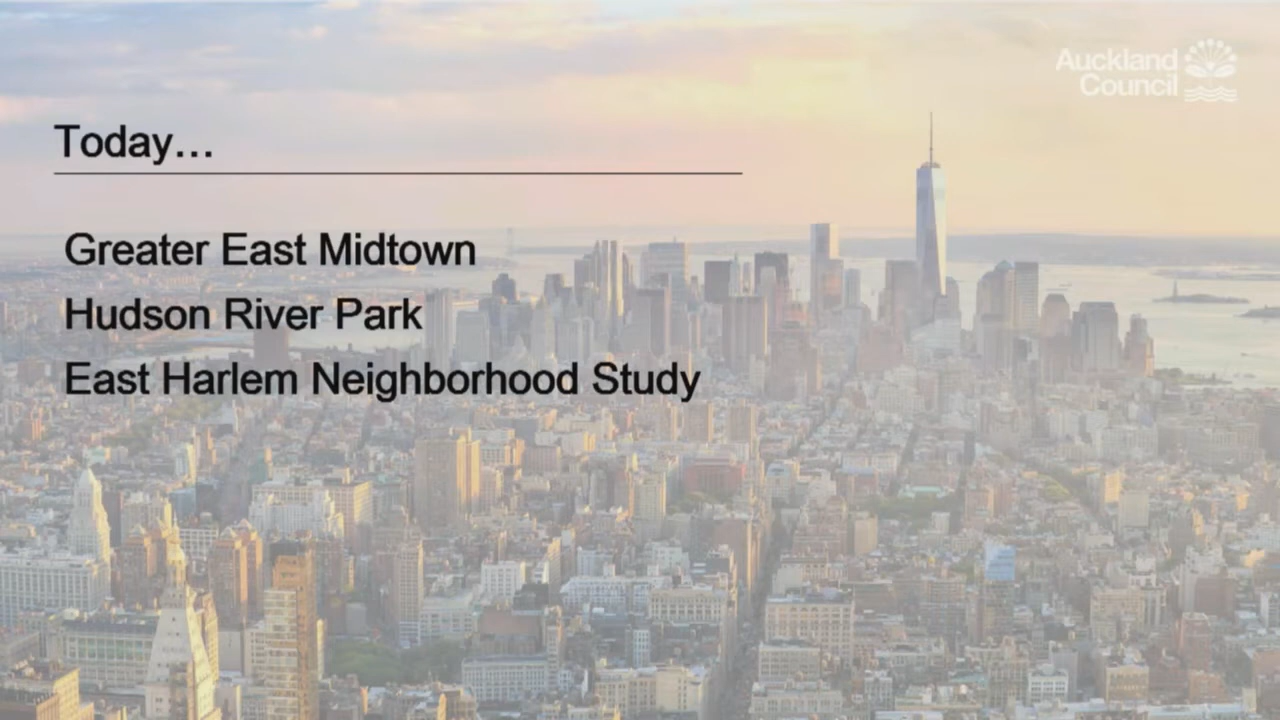 Auckland
Council
Today...
Greater East Midtown
Hudson River Park
East Harlem Neighborhood Study